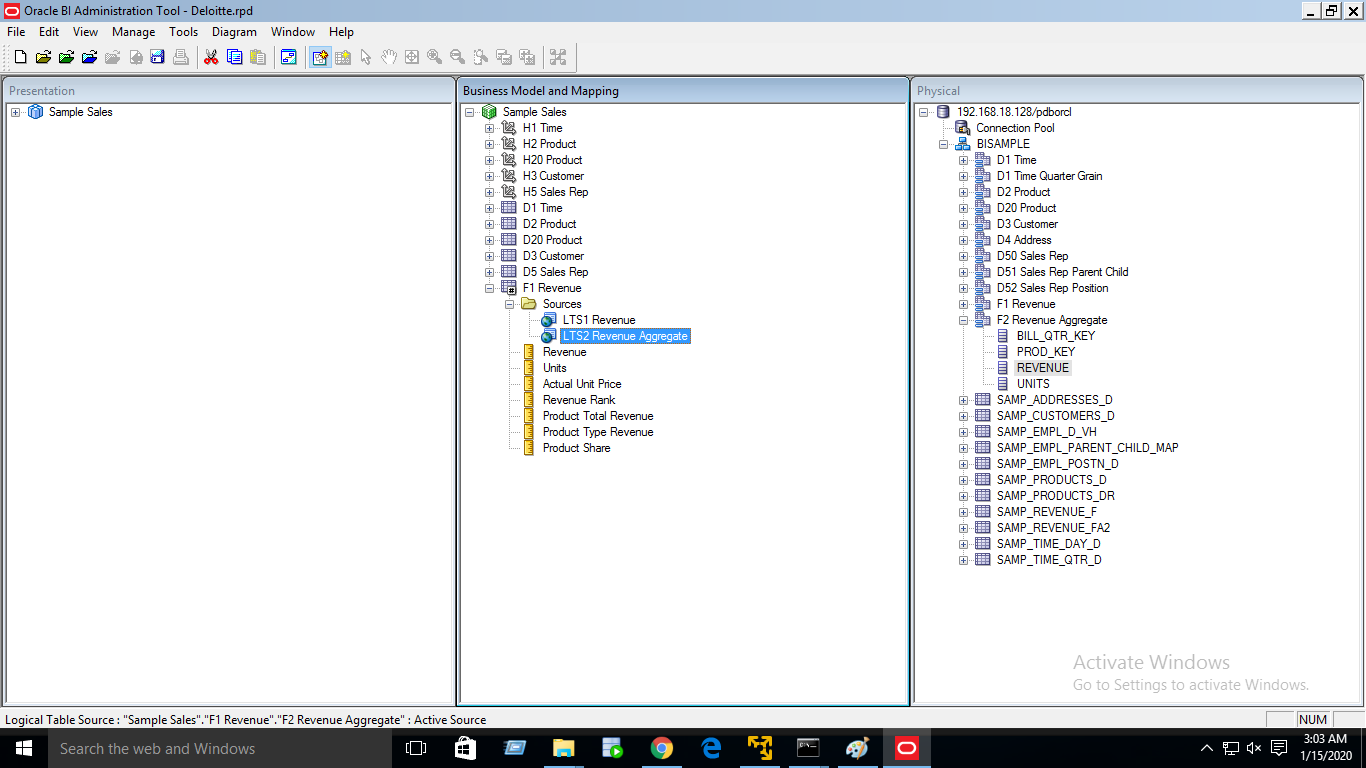 Oracle BI Administration Tool - Deloitte.rpd
File Edit View Manage Tools Diagram Window Help
Presentation
Sample Sales
Business Model and Mapping
Sample Sales
H1 Time
H2 Product
H20 Product
H3 Customer
H5 Sales Rep
D1 Time
D2 Product
D20 Product
D3 Customer
D5 Sales Rep
F1 Revenue
Sources
LTS1 Revenue
LTS2 Revenue Aggregate
Revenue
Units
Actual Unit Price
Revenue Rank
Product Total Revenue
Product Type Revenue
Product Share
Physical
192.168.18.128/pdborcl
Connection Pool
BISAMPLE
D1 Time
D1 Time Quarter Grain
D2 Product
D20 Product
D3 Customer
D4 Address
D50 Sales Rep
D51 Sales Rep Parent Child
D52 Sales Rep Position
F1 Revenue
F2 Revenue Aggregate
BILL_QTR_KEY
PROD_KEY
REVENUE
UNITS
SAMP_ADDRESSES_D
SAMP_CUSTOMERS_D
SAMP_EMPL_D_VH
SAMP_EMPL_PARENT_CHILD_MAP
SAMP_EMPL_POSTN_D
SAMP_PRODUCTS_D
SAMP_PRODUCTS_DR
SAMP_REVENUE_F
SAMP_REVENUE_FA2
SAMP_TIME_DAY_D
SAMP_TIME_QTR_D
Activate Windows
Go to Settings to activate Windows.
Logical Table Source : "Sample Sales"."F1 Revenue"."F2 Revenue Aggregate" : Active Source
NUM
Search the web and Windows
3:03 AM
1/15/2020